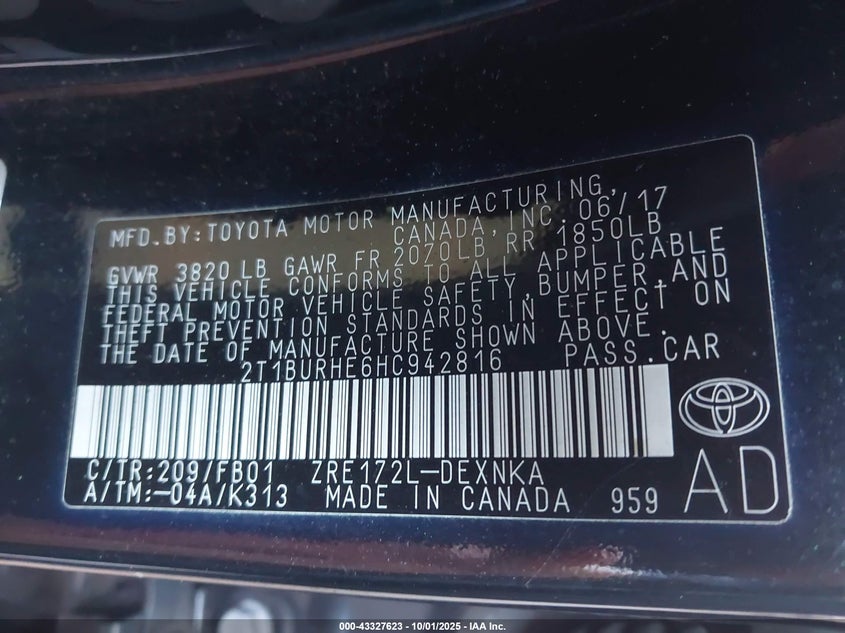 MFD.BY:TOYOTA MOTOR MANUFACTURING,
CANADA,INC. 06/17
GVWR 3820 LB GAWR FR 2070LB RR 1850LB
THIS VEHICLE CONFORMS TO ALL APPLICABLE
FEDERAL MOTOR VEHICLE SAFETY,BUMPER,AND
THEFT PREVENTION STANDARDS IN EFFECT ON
THE DATE OF MANUFACTURE SHOWN ABOVE.
2T1BURHE6HC942816 PASS.CAR
C/TR:209/FB01 ZRE172L-DEXNKA
A/TM:-04A/K313 MADE IN CANADA 959
AD
000-43327623 - 10/01/2025 - IAA Inc.